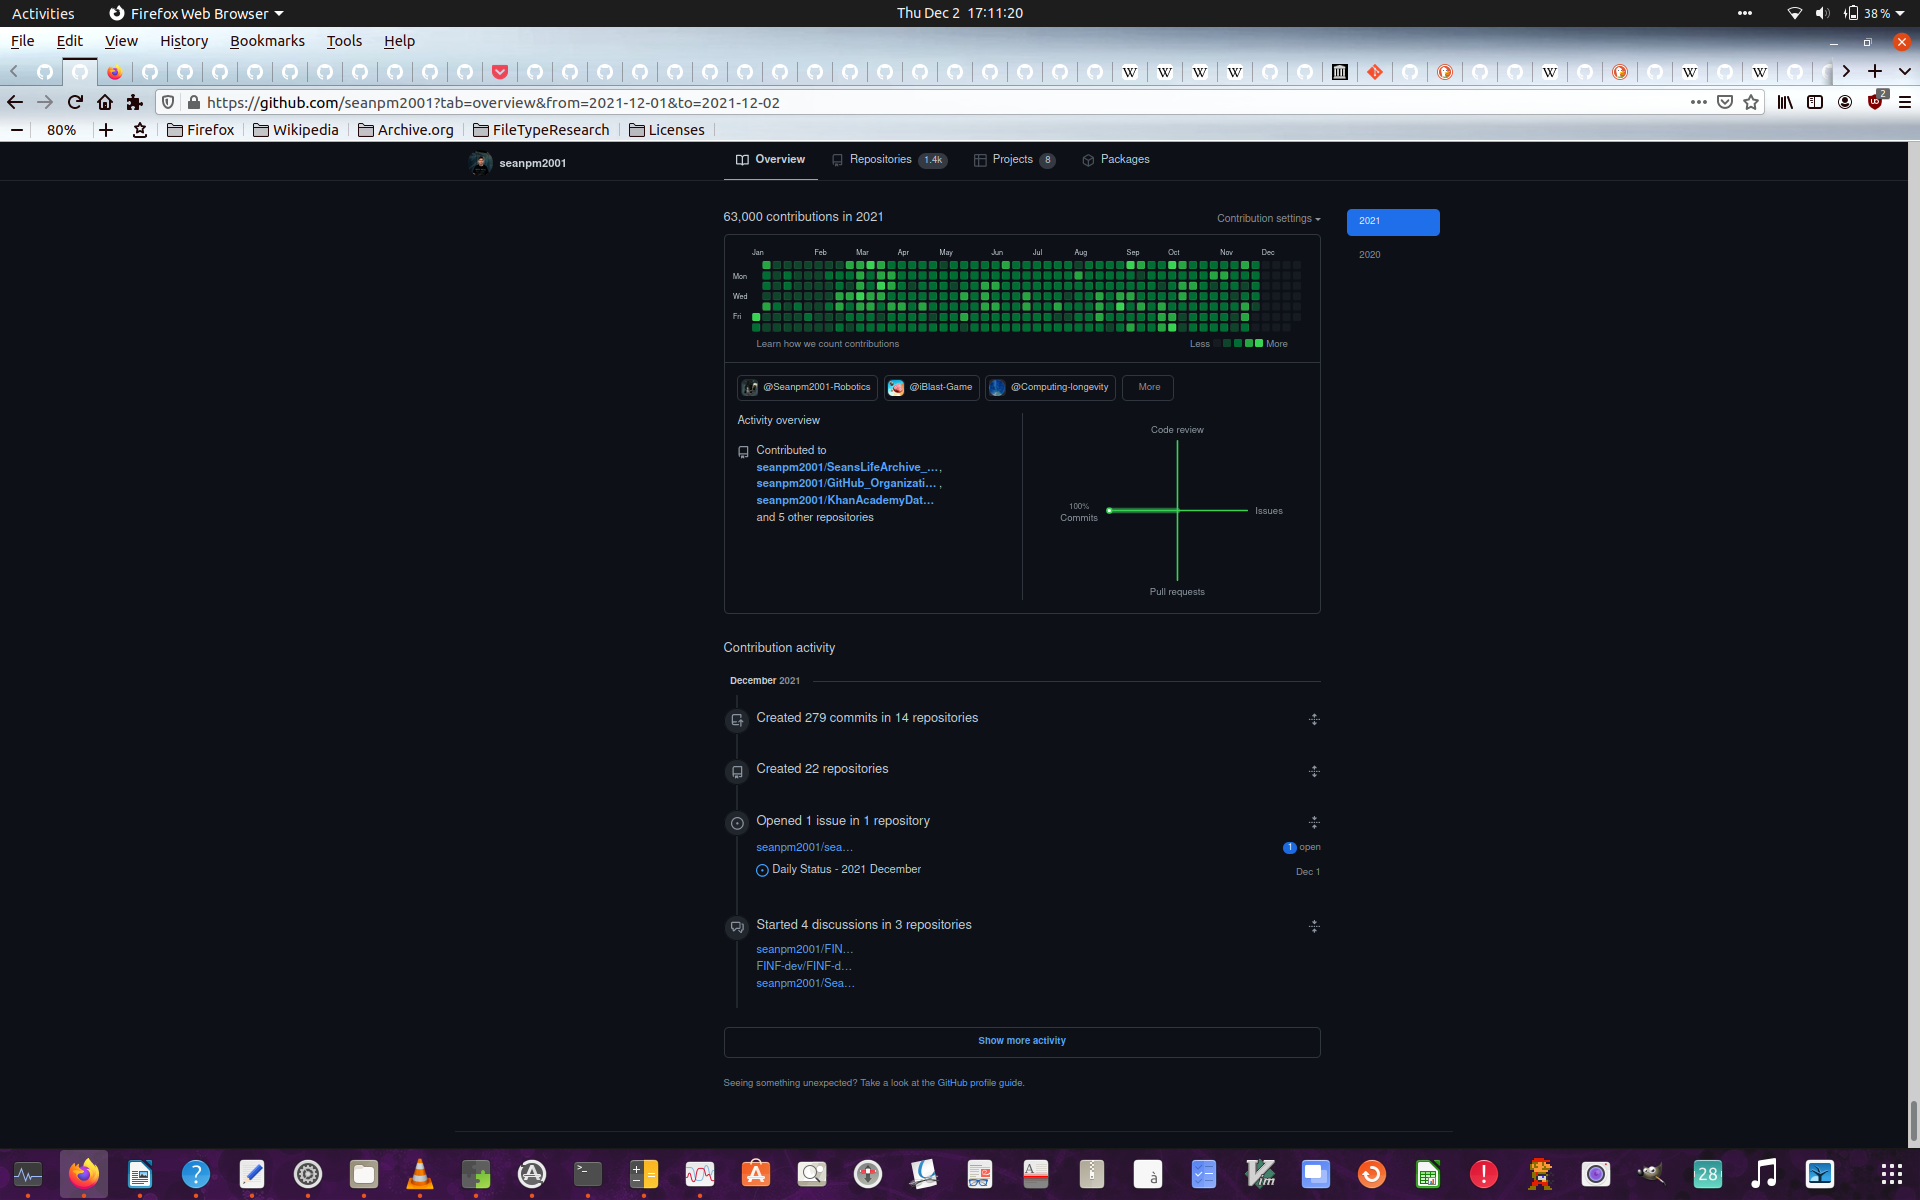 Activities Firefox Web Browser Thu Dec 2 17:11:20 38%
File Edit View History Bookmarks Tools Help
https://github.com/seanpm2001?tab=overview&from=2021-12-01&to=2021-12-02 2
80% Firefox Wikipedia Archive.org FileTypeResearch Licenses
seanpm2001 Overview Repositories 1.4k Projects 8 Packages
63,000 contributions in 2021 Contribution settings 2021
2020
Jan Feb Mar Apr May Jun Jul Aug Sep Oct Nov Dec
Mon
Wed
Fri
Learn how we count contributions Less More
@Seanpm2001-Robotics @iBlast-Game @Computing-longevity More
Activity overview
Contributed to
seanpm2001/SeansLifeArchive_…,
seanpm2001/GitHub_Organizati… ,
seanpm2001/KhanAcademyDat…
and 5 other repositories
Code review
100%
Commits
Issues
Pull requests
Contribution activity
December 2021
Created 279 commits in 14 repositories
Created 22 repositories
Opened 1 issue in 1 repository
seanpm2001/sea… 1 open
Daily Status - 2021 December Dec 1
Started 4 discussions in 3 repositories
seanpm2001/FIN…
FINF-dev/FINF-d…
seanpm2001/Sea…
Show more activity
Seeing something unexpected? Take a look at the GitHub profile guide.
28